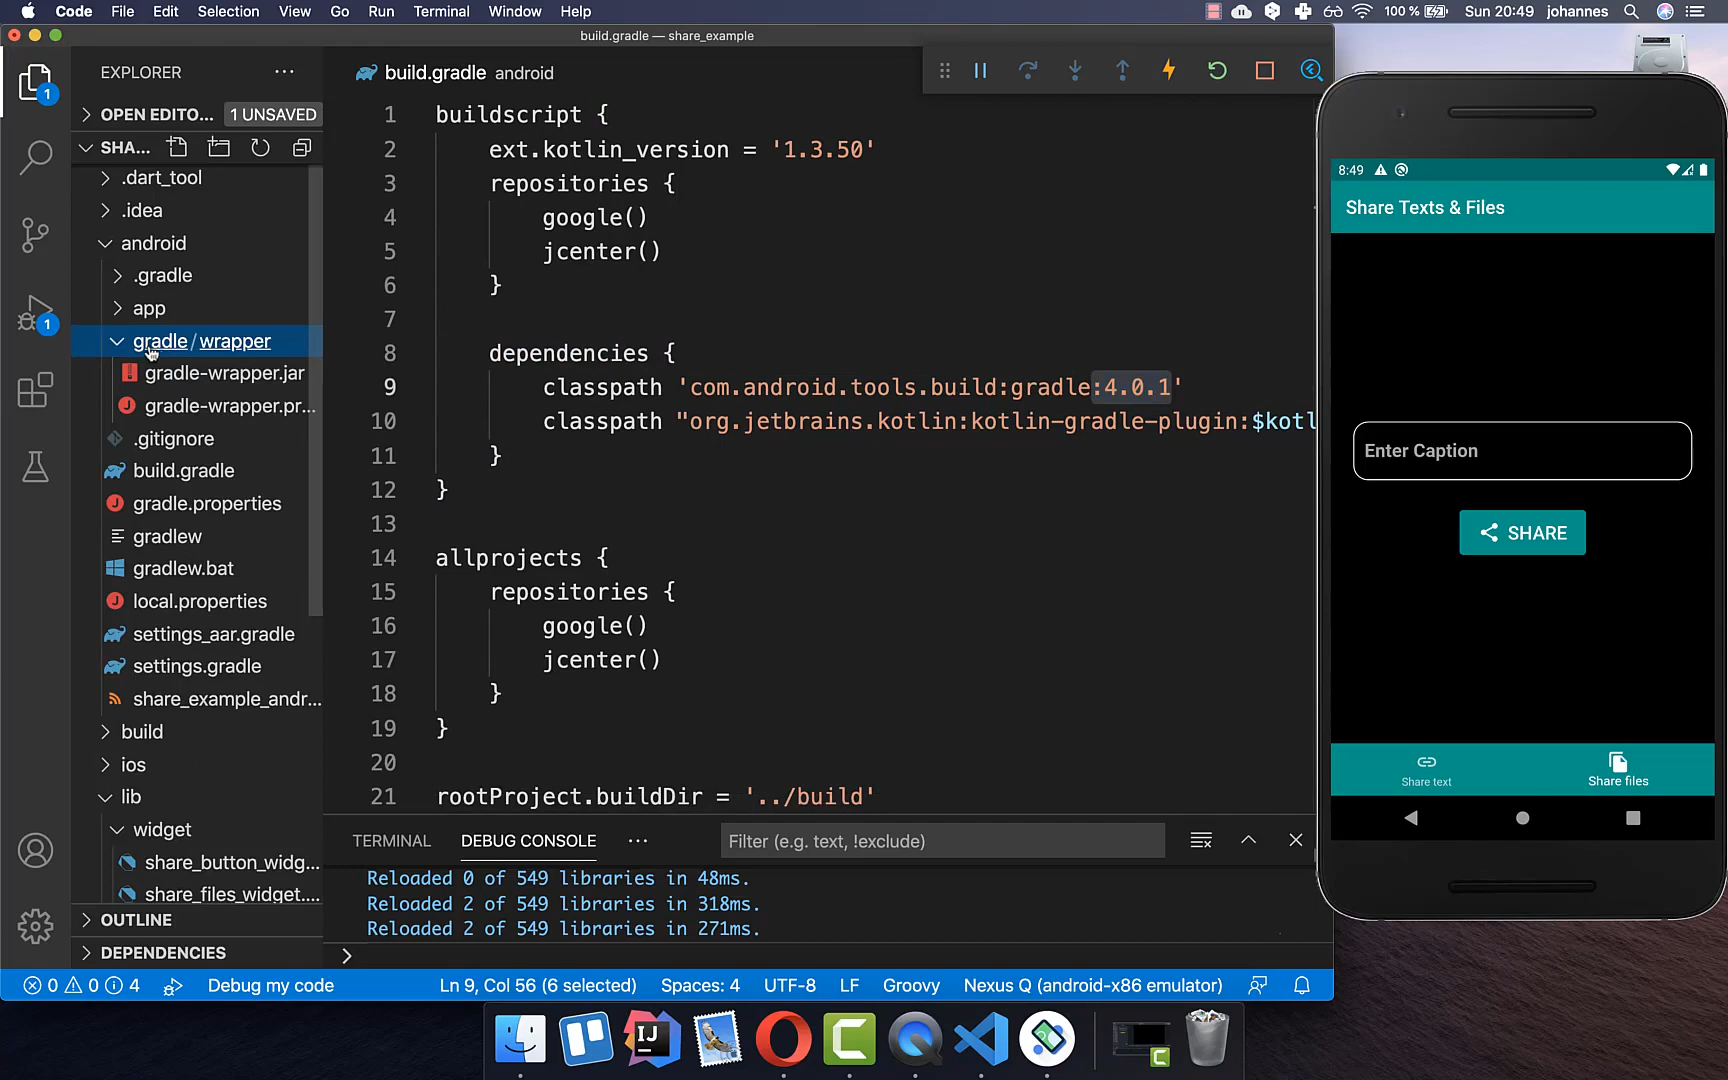 Code File Edit Selection View Go Run Terminal Window Help 100 % Sun 20:49 johannes
build.gradle — share_example
EXPLORER
OPEN EDITO... 1 UNSAVED
SHA...
.dart_tool
.idea
android
.gradle
app
gradle / wrapper
gradle-wrapper.jar
gradle-wrapper.pr...
.gitignore
build.gradle
gradle.properties
gradlew
gradlew.bat
local.properties
settings_aar.gradle
settings.gradle
share_example_andr...
build
ios
lib
widget
share_button_widg...
share_files_widget....
OUTLINE
DEPENDENCIES
1
1
build.gradle android
1 buildscript {
2 ext.kotlin_version = '1.3.50'
3 repositories {
4 google()
5 jcenter()
6 }
7
8 dependencies {
9 classpath 'com.android.tools.build:gradle:4.0.1'
10 classpath "org.jetbrains.kotlin:kotlin-gradle-plugin:$kotl
11 }
12 }
13
14 allprojects {
15 repositories {
16 google()
17 jcenter()
18 }
19 }
20
21 rootProject.buildDir = '../build'
TERMINAL DEBUG CONSOLE ... Filter (e.g. text, !exclude)
Reloaded 0 of 549 libraries in 48ms.
Reloaded 2 of 549 libraries in 318ms.
Reloaded 2 of 549 libraries in 271ms.
0 0 4 Debug my code Ln 9, Col 56 (6 selected) Spaces: 4 UTF-8 LF Groovy Nexus Q (android-x86 emulator)
8:49
Share Texts & Files
Enter Caption
SHARE
Share text
Share files
IJ
C
C